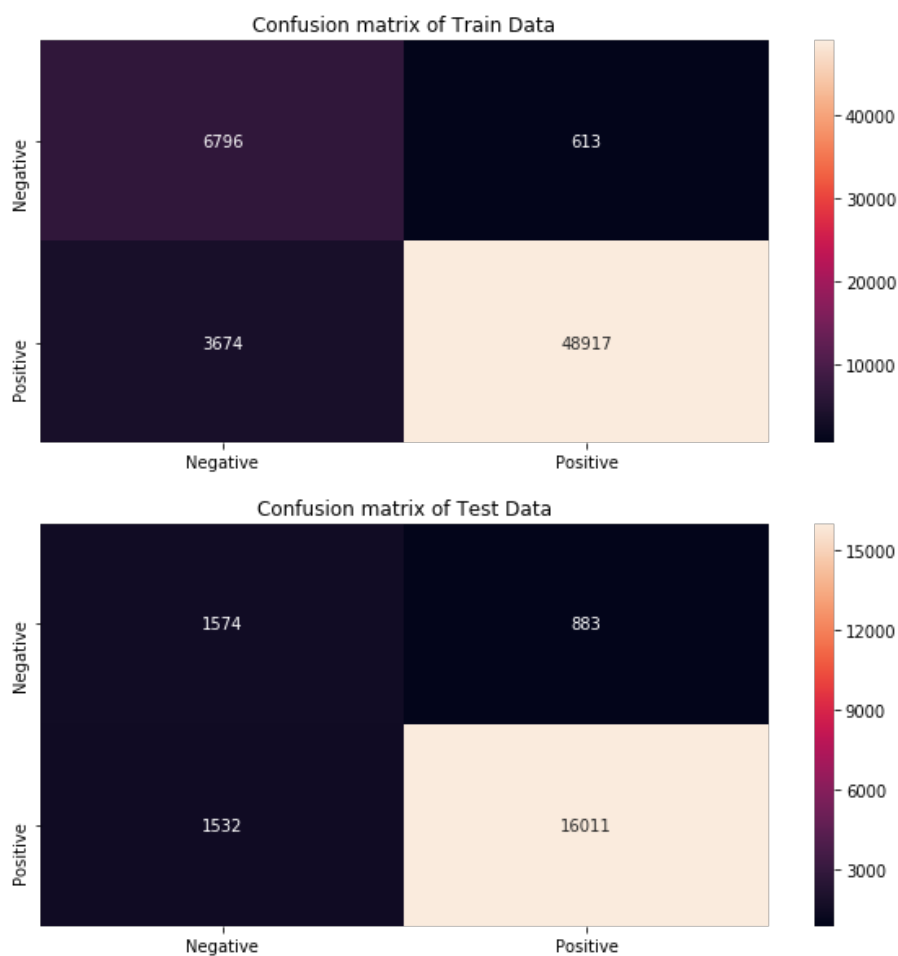 Confusion matrix of Train Data
Negative
6796
613
Positive
3674
48917
Negative
Positive
40000
30000
20000
10000
Confusion matrix of Test Data
Negative
1574
883
Positive
1532
16011
Negative
Positive
15000
12000
9000
6000
3000